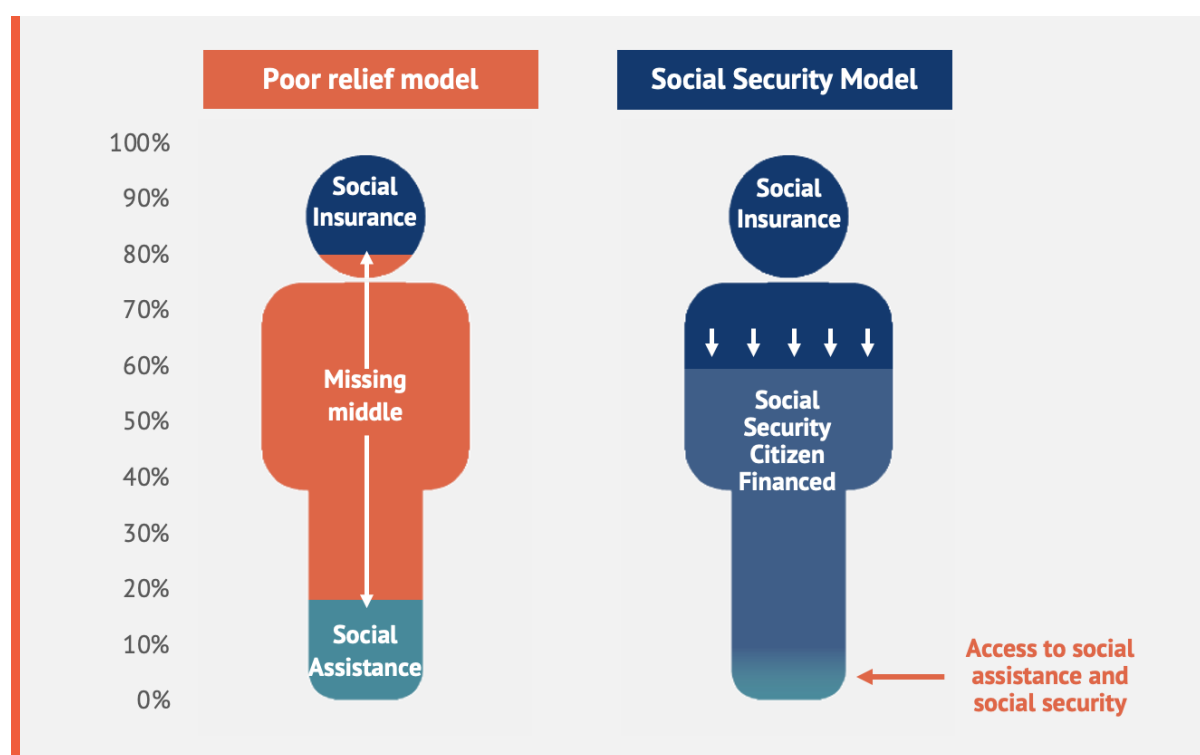 Poor relief model
Social Security Model
100%
90%
80%
70%
60%
50%
40%
30%
20%
10%
0%
Social
Insurance
Missing
middle
Social
Assistance
Social
Insurance
Social
Security
Citizen
Financed
Access to social
assistance and
social security